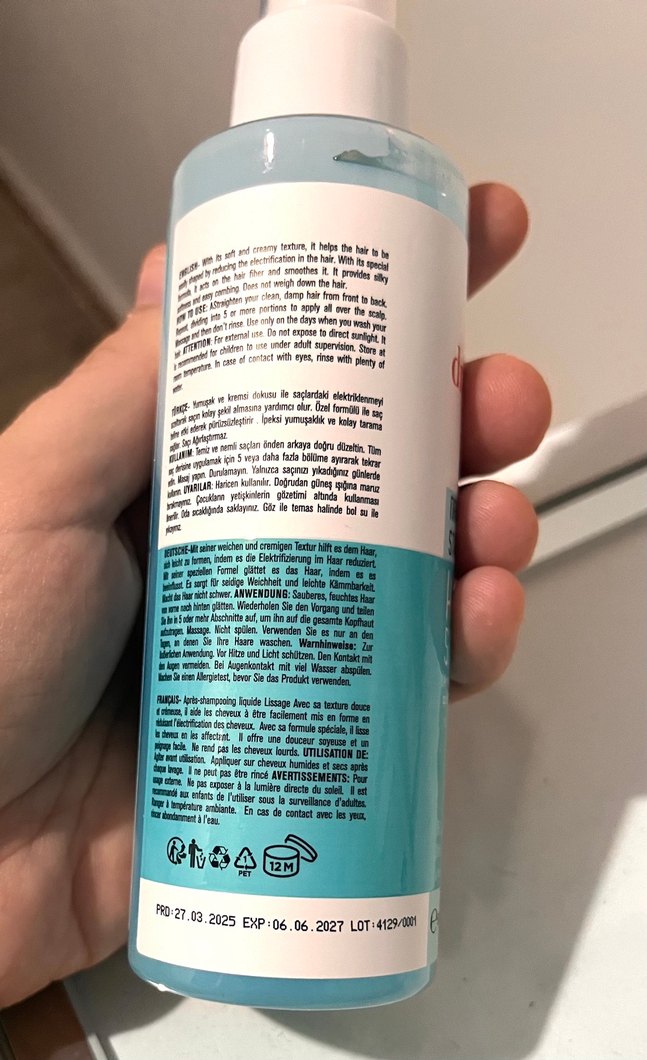 ENGLISH- With its soft and creamy texture, it helps the hair to be
easily shaped by reducing the electrification in the hair. With its special
formula. It acts on the hair fiber and smoothes it. It provides silky
softness and easy combing. Does not weigh down the hair.
HOW TO USE: AStraighten your clean, damp hair from front to back.
Repeat, dividing into 5 or more portions to apply all over the scalp.
Massage and then don't rinse. Use only on the days when you wash your
hair ATTENTION: For external use. Do not expose to direct sunlight. It
is recommended for children to use under adult supervision. Store at
room temperature. In case of contact with eyes, rinse with plenty of
water.
TÜRKÇE- Yumuşak ve kremsi dokusu ile saçlardaki elektriklenmeyi
azaltarak saçın kolay şekil almasına yardımcı olur. Özel formülü ile saç
teline etki ederek pürüzsüzleştirir. İpeksi yumuşaklık ve kolay tarama
sağlar. Saçı Ağırlaştırmaz.
KULLANIM: Temiz ve nemli saçları önden arkaya doğru düzeltin. Tüm
saç derisine uygulamak için 5 veya daha fazla bölüme ayırarak tekrar
edin. Masaj yapın. Durulamayın. Yalnızca saçınızı yıkadığınız günlerde
kullanın. UYARILAR: Haricen kullanılır. Doğrudan güneş ışığına maruz
bırakmayınız. Çocukların yetişkinlerin gözetimi altında kullanması
önerilir. Oda sıcaklığında saklayınız. Göz ile temas halinde bol su ile
yıkayınız.
DEUTSCHE-Mit seiner weichen und cremigen Textur hilft es dem Haar,
sich leicht zu formen, indem es die Elektrifizierung im Haar reduziert.
Mit seiner speziellen Formel glättet es das Haar, indem es es
beeinflusst. Es sorgt für seidige Weichheit und leichte Kämmbarkeit.
Macht das Haar nicht schwer. ANWENDUNG: Sauberes, feuchtes Haar
von vorne nach hinten glätten. Wiederholen Sie den Vorgang und teilen
Sie ihn in 5 oder mehr Abschnitte auf, um ihn auf die gesamte Kopfhaut
aufzutragen. Massage. Nicht spülen. Verwenden Sie es nur an den
Tagen, an denen Sie Ihre Haare waschen. Warnhinweise: Zur
äußerlichen Anwendung. Vor Hitze und Licht schützen. Den Kontakt mit
den Augen vermeiden. Bei Augenkontakt mit viel Wasser abspülen.
Machen Sie einen Allergietest, bevor Sie das Produkt verwenden.
FRANÇAIS- Après-shampooing liquide Lissage Avec sa texture douce
et crémeuse, il aide les cheveux à être facilement mis en forme en
réduisant l'électrification des cheveux. Avec sa formule spéciale, il lisse
les cheveux en les affectant. Il offre une douceur soyeuse et un
peignage facile. Ne rend pas les cheveux lourds. UTILISATION DE:
Agiter avant utilisation. Appliquer sur cheveux humides et secs après
chaque lavage. Il ne peut pas être rincé AVERTISSEMENTS: Pour
usage externe. Ne pas exposer à la lumière directe du soleil. Il est
recommandé aux enfants de l'utiliser sous la surveillance d'adultes.
Ranger à température ambiante. En cas de contact avec les yeux,
rincer abondamment à l'eau.
1
PET
12 M
PRD:27.03.2025 EXP:06.06.2027 LOT:4129/0001